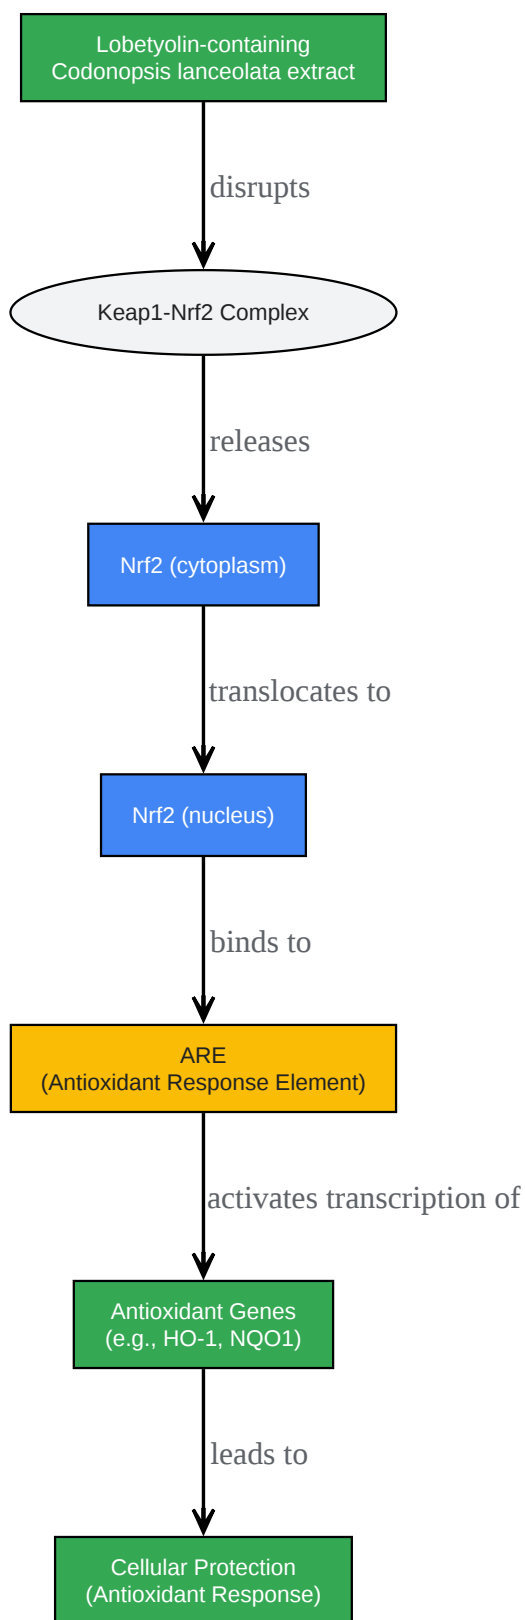 Lobetyolin-containing
Codonopsis lanceolata extract
disrupts
Keap1-Nrf2 Complex
releases
Nrf2 (cytoplasm)
translocates to
Nrf2 (nucleus)
binds to
ARE
(Antioxidant Response Element)
activates transcription of
Antioxidant Genes
(e.g., HO-1, NQO1)
leads to
Cellular Protection
(Antioxidant Response)